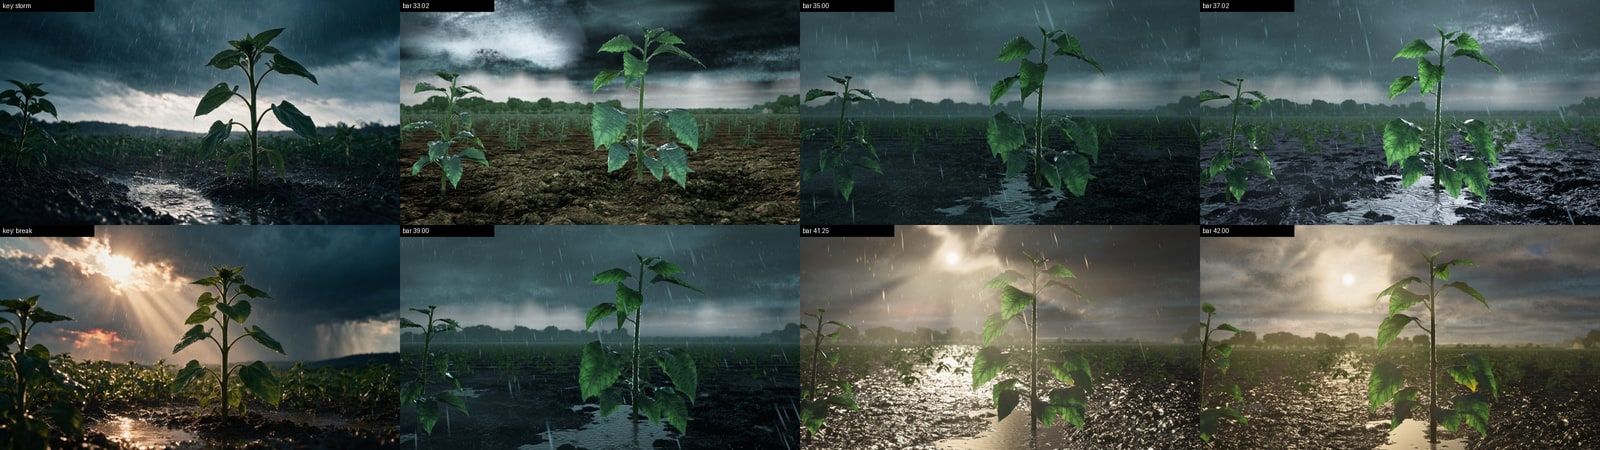 key: storm
bar 33.02
bar 35.00
bar 37.02
key: break
bar 39.00
bar 41.25
bar 42.00